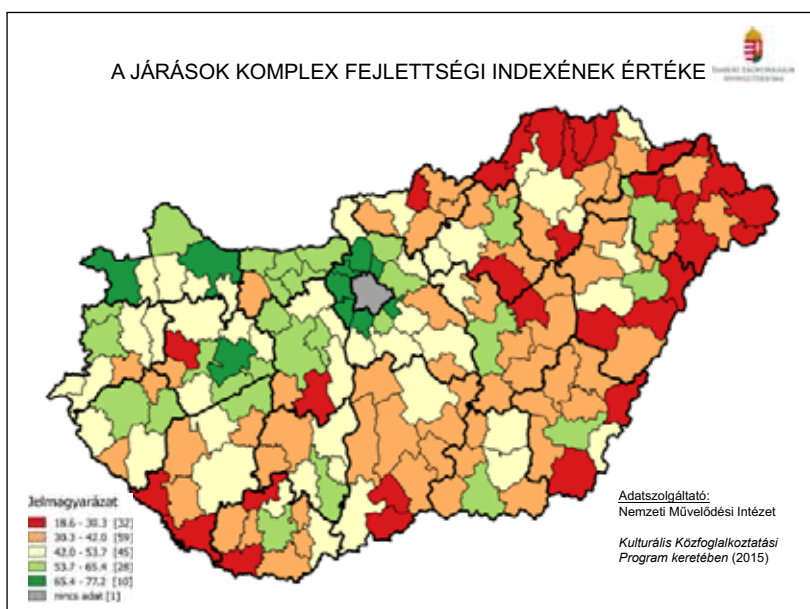 A JÁRÁSOK KOMPLEX FEJLETTSÉGI INDEXÉNEK ÉRTÉKE
Jelmagyarázat
18.6 - 30.3 [32]
30.3 - 42.0 [59]
42.0 - 53.7 [45]
53.7 - 65.4 [28]
65.4 - 77.2 [10]
nincs adat [1]
Adatszolgáltató:
Nemzeti Művelődési Intézet
Kulturális Közfoglalkoztatási
Program keretében (2015)